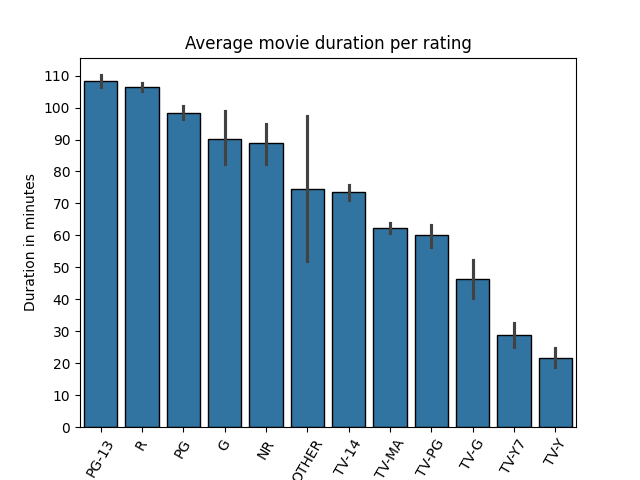 Average movie duration per rating
Duration in minutes
110
100
90
80
70
60
50
40
30
20
10
0
PG-13
R
PG
G
NR
OTHER
TV-14
TV-MA
TV-PG
TV-G
TV-Y7
TV-Y